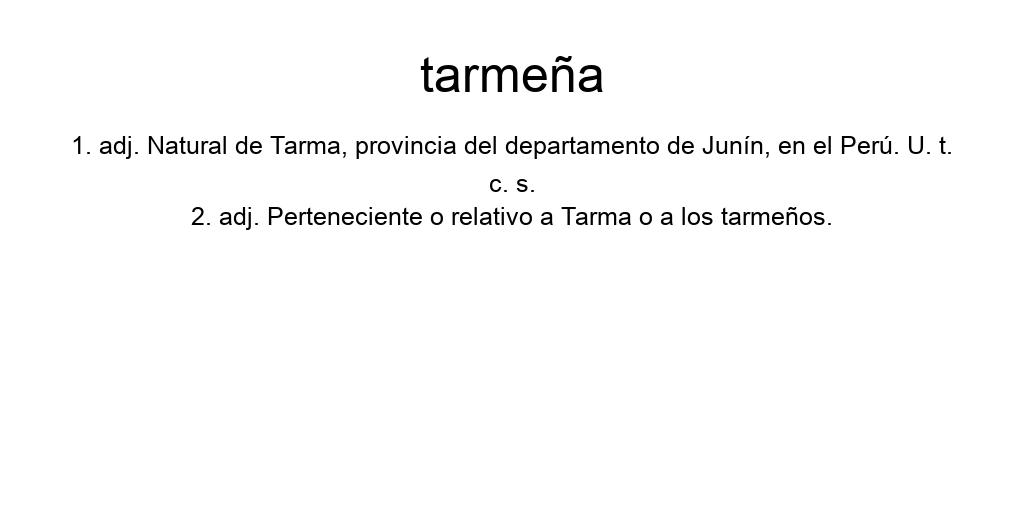 tarmeña
1. adj. Natural de Tarma, provincia del departamento de Junín, en el Perú. U. t.
c. s.
2. adj. Perteneciente o relativo a Tarma o a los tarmeños.